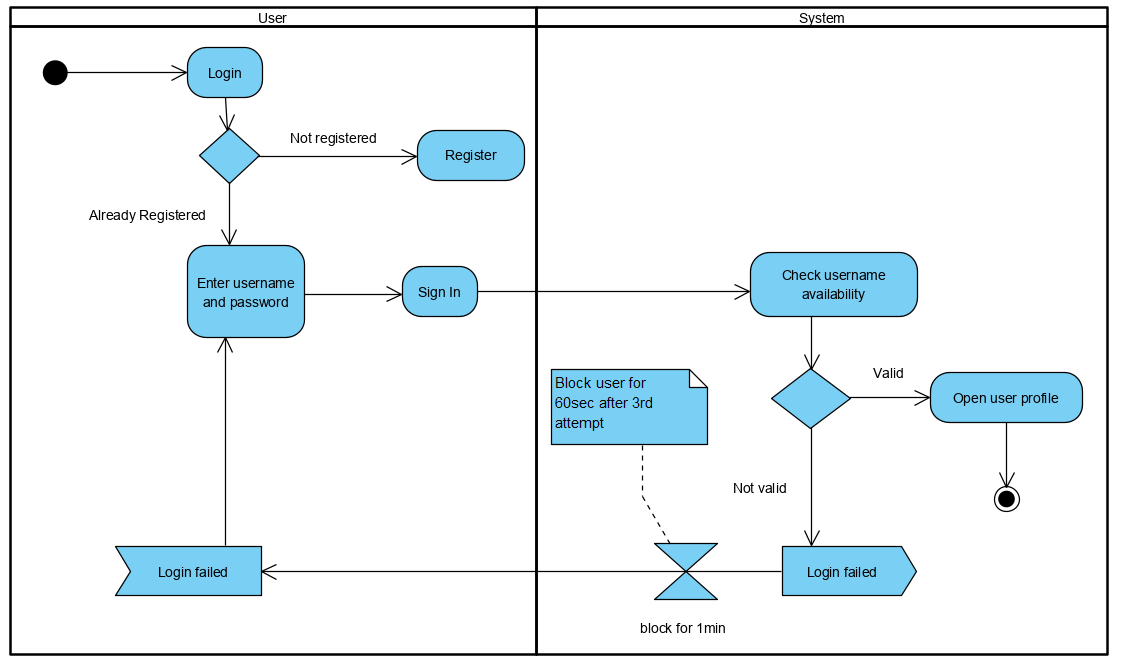 User
System
Login
Not registered
Register
Already Registered
Enter username
and password
Sign In
Check username
availability
Block user for
60sec after 3rd
attempt
Valid
Open user profile
Not valid
Login failed
Login failed
block for 1min